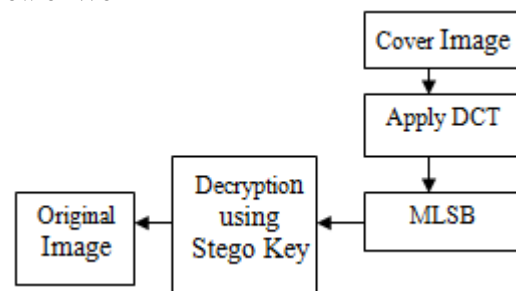 Cover Image
Apply DCT
MLSB
Decryption
using
Stego Key
Original
Image